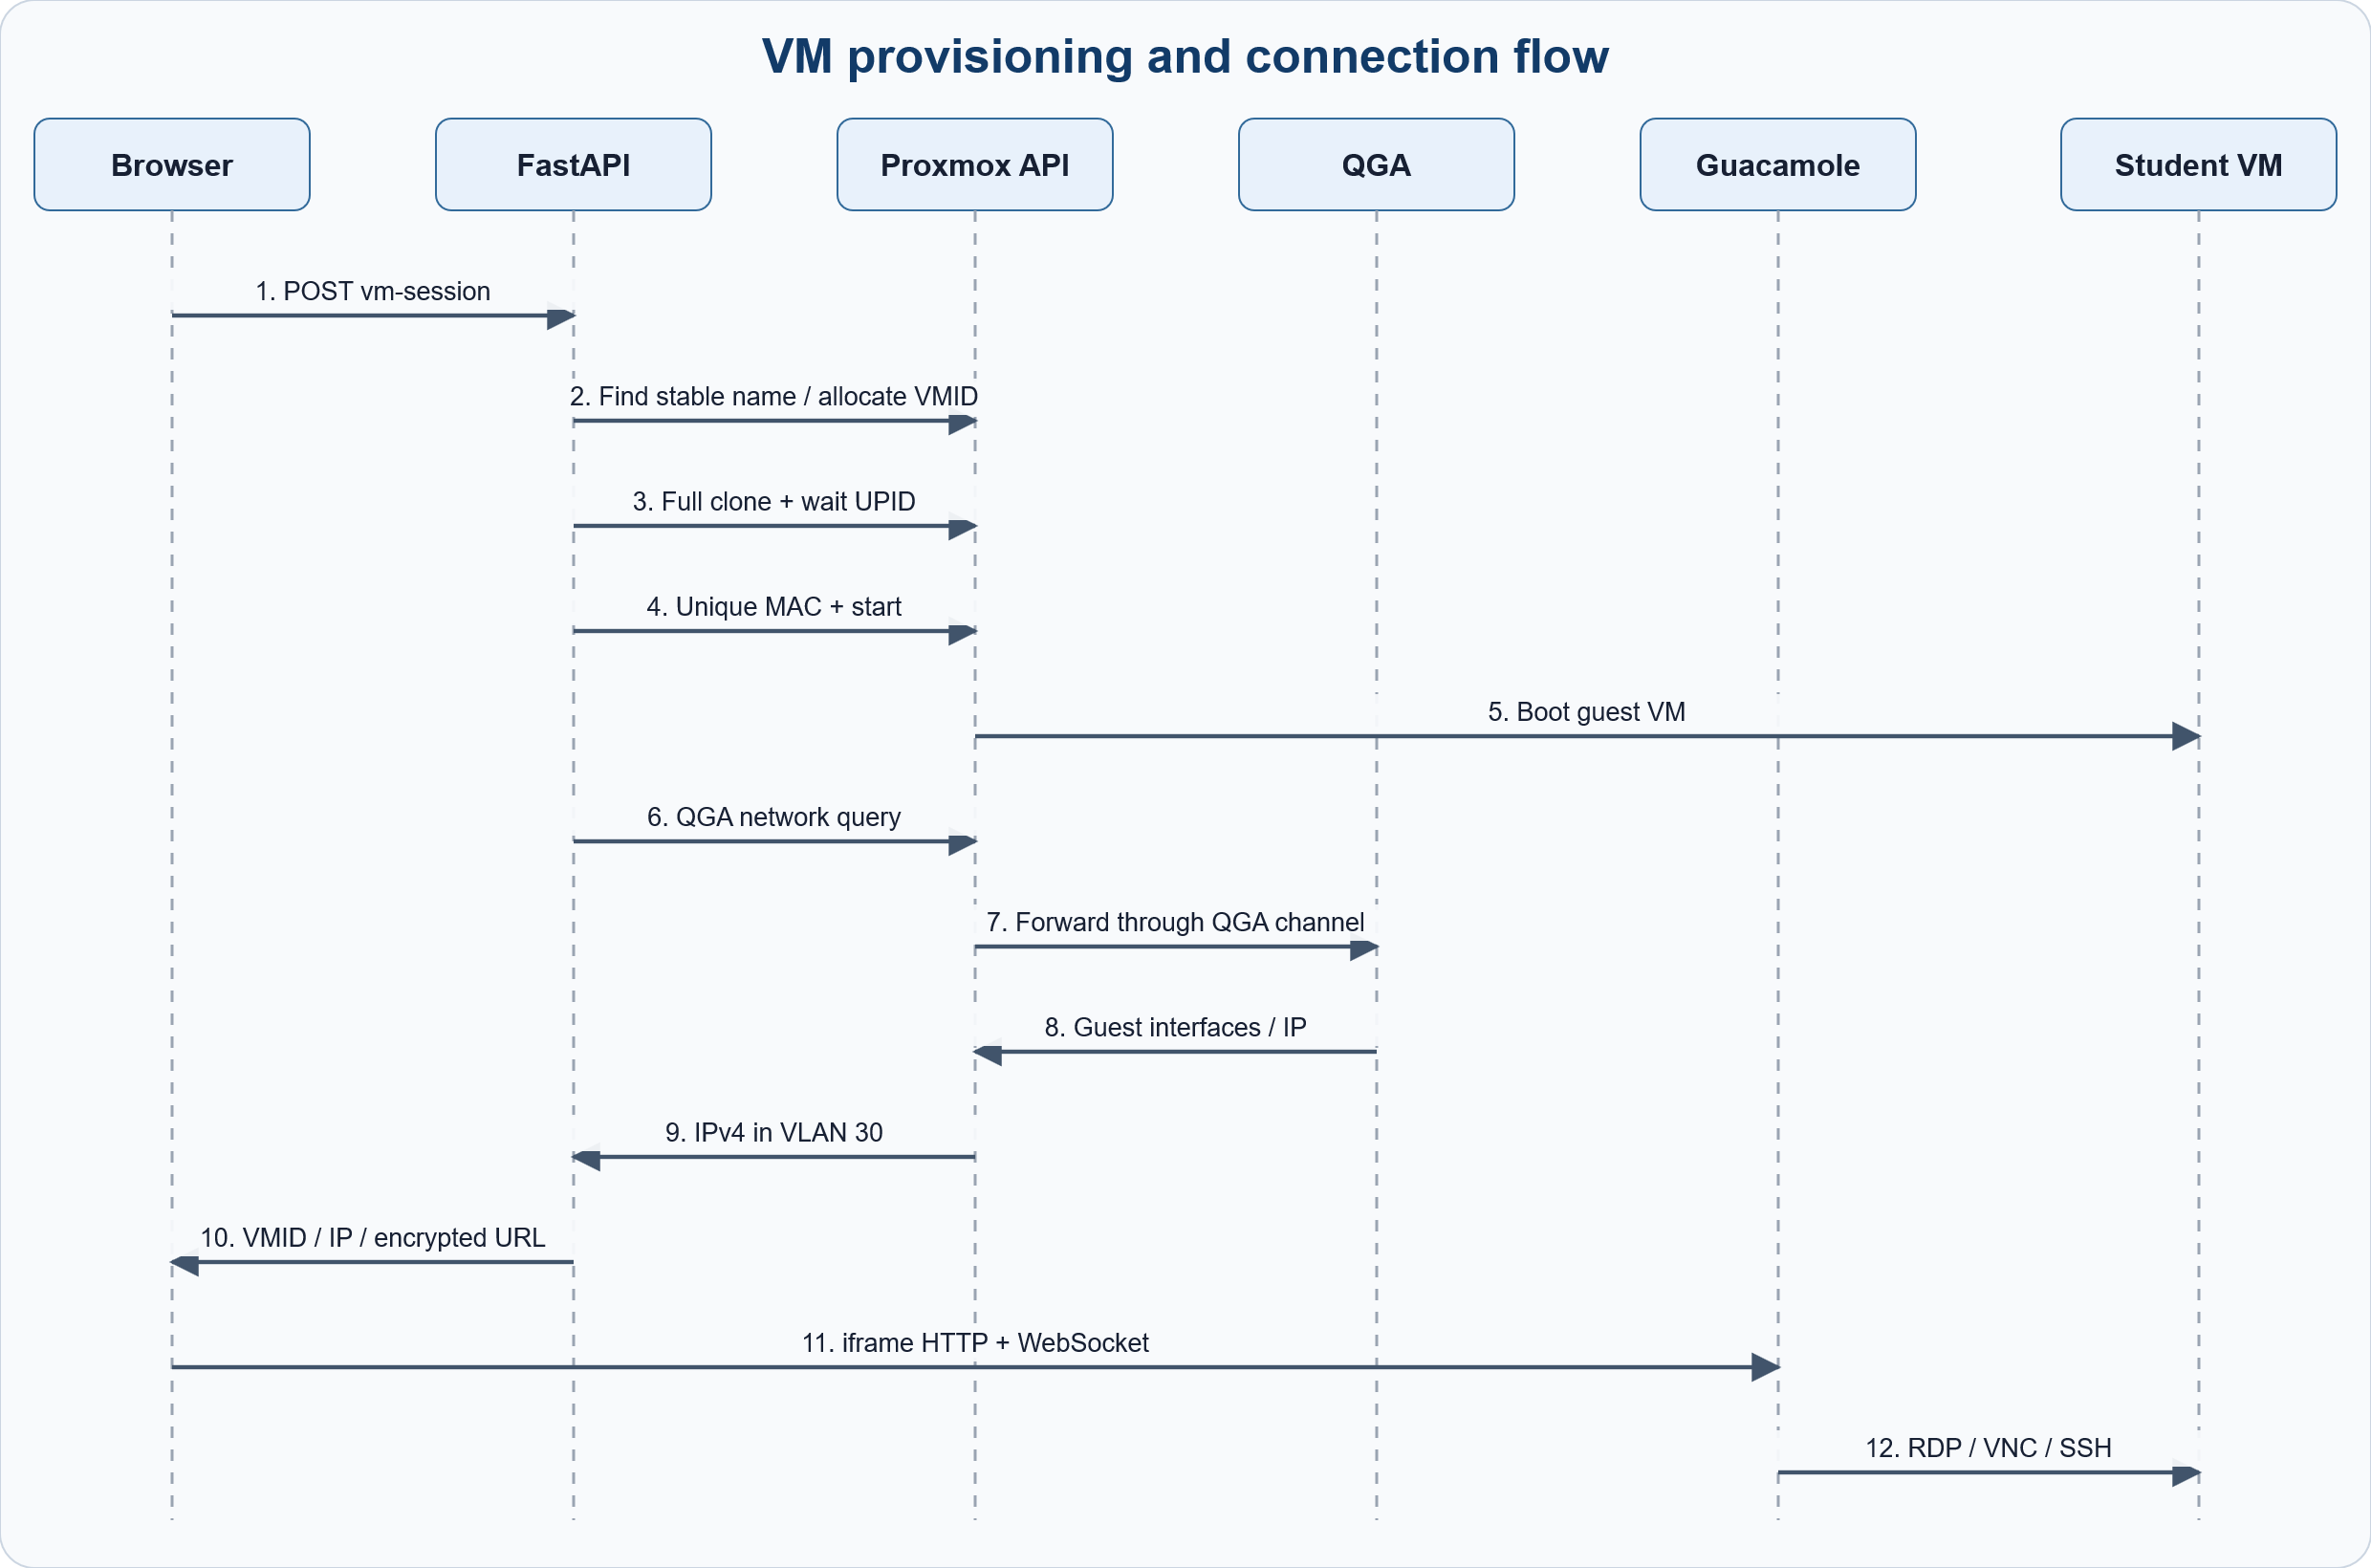 VM provisioning and connection flow
Browser
FastAPI
Proxmox API
QGA
Guacamole
Student VM
1. POST vm-session
2. Find stable name / allocate VMID
3. Full clone + wait UPID
4. Unique MAC + start
5. Boot guest VM
6. QGA network query
7. Forward through QGA channel
8. Guest interfaces / IP
9. IPv4 in VLAN 30
10. VMID / IP / encrypted URL
11. iframe HTTP + WebSocket
12. RDP / VNC / SSH